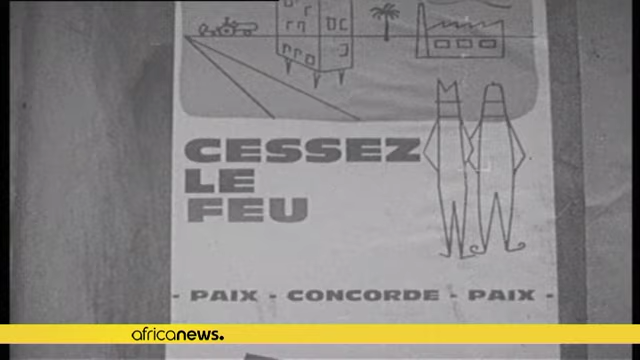 CESSEZ
LE
FEU
- PAIX - CONCORDE - PAIX -
africanews.